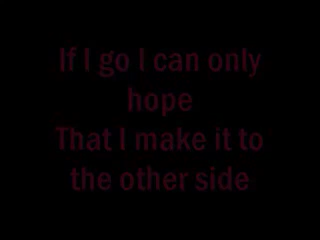 If I go I can only
hope
That I make it to
the other side